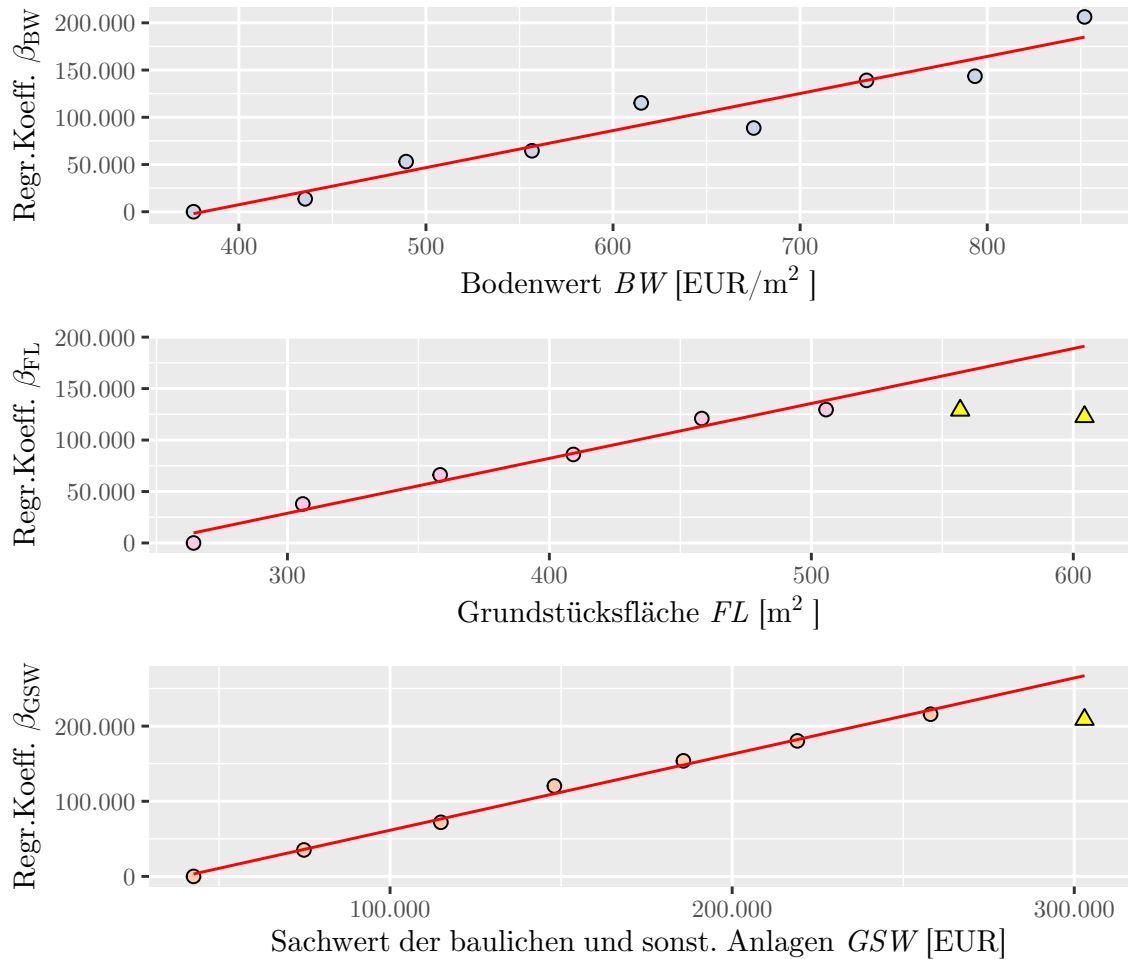 Regr.Koeff. βBW
200.000
150.000
100.000
50.000
0
400 500 600 700 800
Bodenwert BW [EUR/m²]
Regr.Koeff. βFL
200.000
150.000
100.000
50.000
0
300 400 500 600
Grundstücksfläche FL [m²]
Regr.Koeff. βGSW
200.000
100.000
0
100.000 200.000 300.000
Sachwert der baulichen und sonst. Anlagen GSW [EUR]